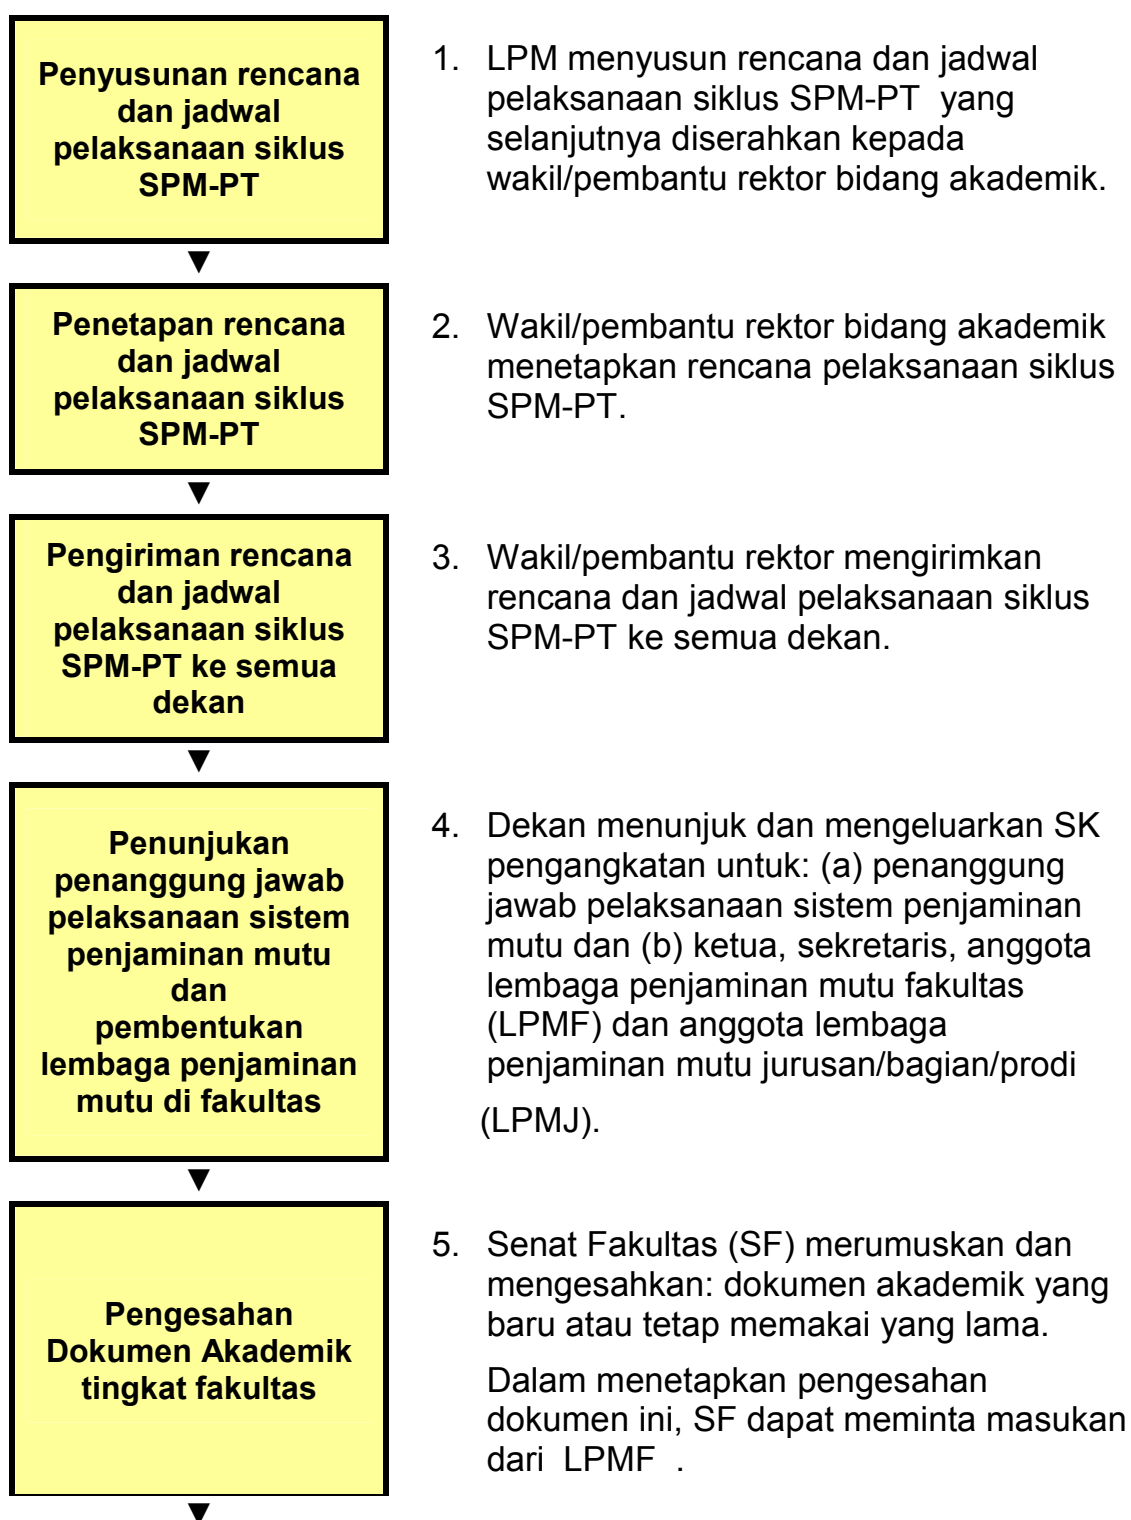 Penyusunan rencana
dan jadwal
pelaksanaan siklus
SPM-PT
1. LPM menyusun rencana dan jadwal
pelaksanaan siklus SPM-PT yang
selanjutnya diserahkan kepada
wakil/pembantu rektor bidang akademik.
▼
Penetapan rencana
dan jadwal
pelaksanaan siklus
SPM-PT
2. Wakil/pembantu rektor bidang akademik
menetapkan rencana pelaksanaan siklus
SPM-PT.
▼
Pengiriman rencana
dan jadwal
pelaksanaan siklus
SPM-PT ke semua
dekan
3. Wakil/pembantu rektor mengirimkan
rencana dan jadwal pelaksanaan siklus
SPM-PT ke semua dekan.
▼
Penunjukan
penanggung jawab
pelaksanaan sistem
penjaminan mutu
dan
pembentukan
lembaga penjaminan
mutu di fakultas
4. Dekan menunjuk dan mengeluarkan SK
pengangkatan untuk: (a) penanggung
jawab pelaksanaan sistem penjaminan
mutu dan (b) ketua, sekretaris, anggota
lembaga penjaminan mutu fakultas
(LPMF) dan anggota lembaga
penjaminan mutu jurusan/bagian/prodi
(LPMJ).
▼
Pengesahan
Dokumen Akademik
tingkat fakultas
5. Senat Fakultas (SF) merumuskan dan
mengesahkan: dokumen akademik yang
baru atau tetap memakai yang lama.
Dalam menetapkan pengesahan
dokumen ini, SF dapat meminta masukan
dari LPMF .
▼